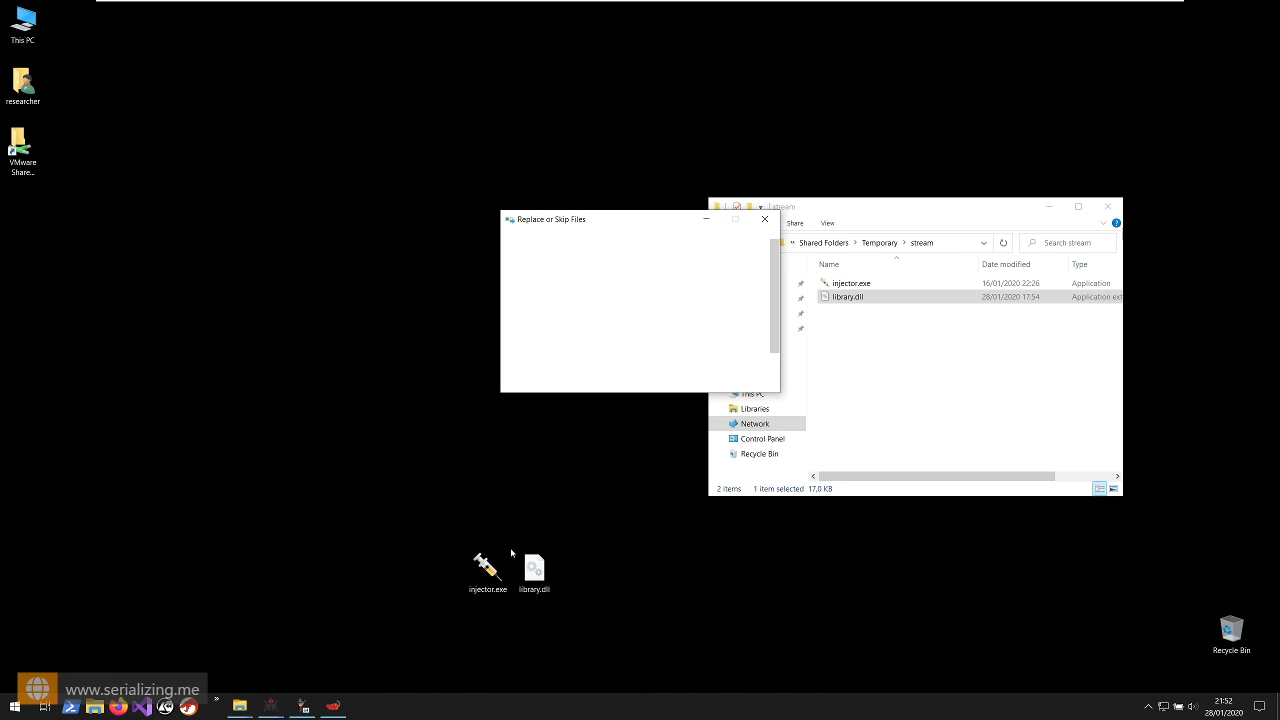 This PC
researcher
VMware
Share...
stream
Replace or Skip Files
Share
View
« Shared Folders > Temporary > stream
Search stream
Name
Date modified
Type
injector.exe
16/01/2020 22:26
Application
library.dll
28/01/2020 17:54
Application ext
This PC
Libraries
Network
Control Panel
Recycle Bin
2 items
1 item selected 17,0 KB
injector.exe
library.dll
Recycle Bin
www.serializing.me
»
21:52
28/01/2020